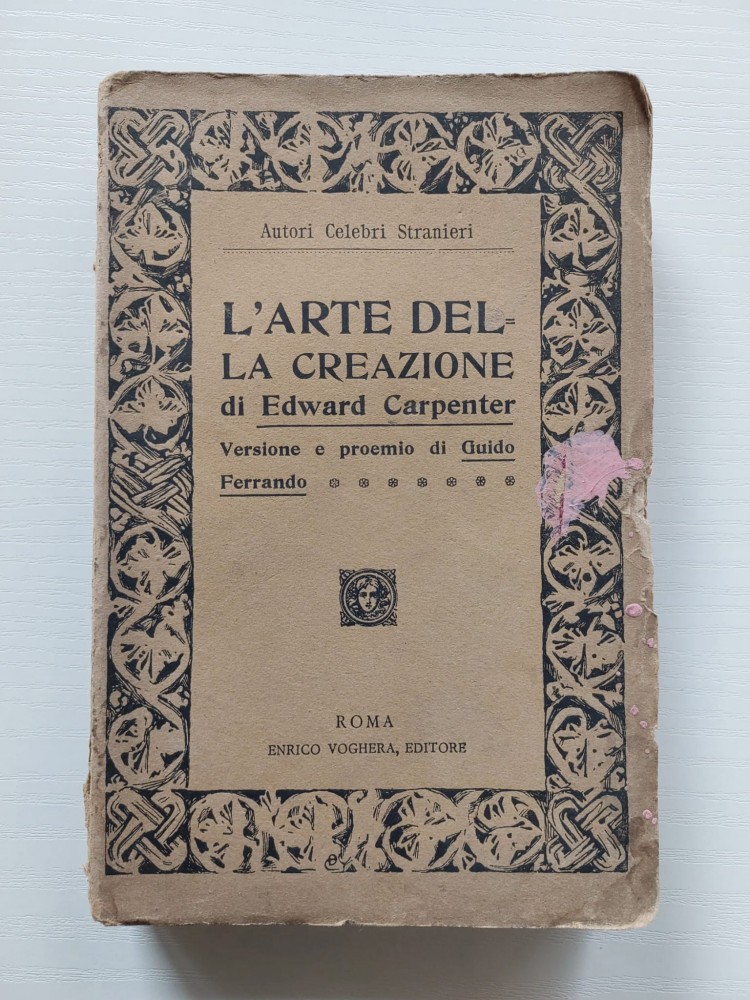 Autori Celebri Stranieri
L'ARTE DEL=
LA CREAZIONE
di Edward Carpenter
Versione e proemio di Guido
Ferrando
ROMA
ENRICO VOGHERA, EDITORE